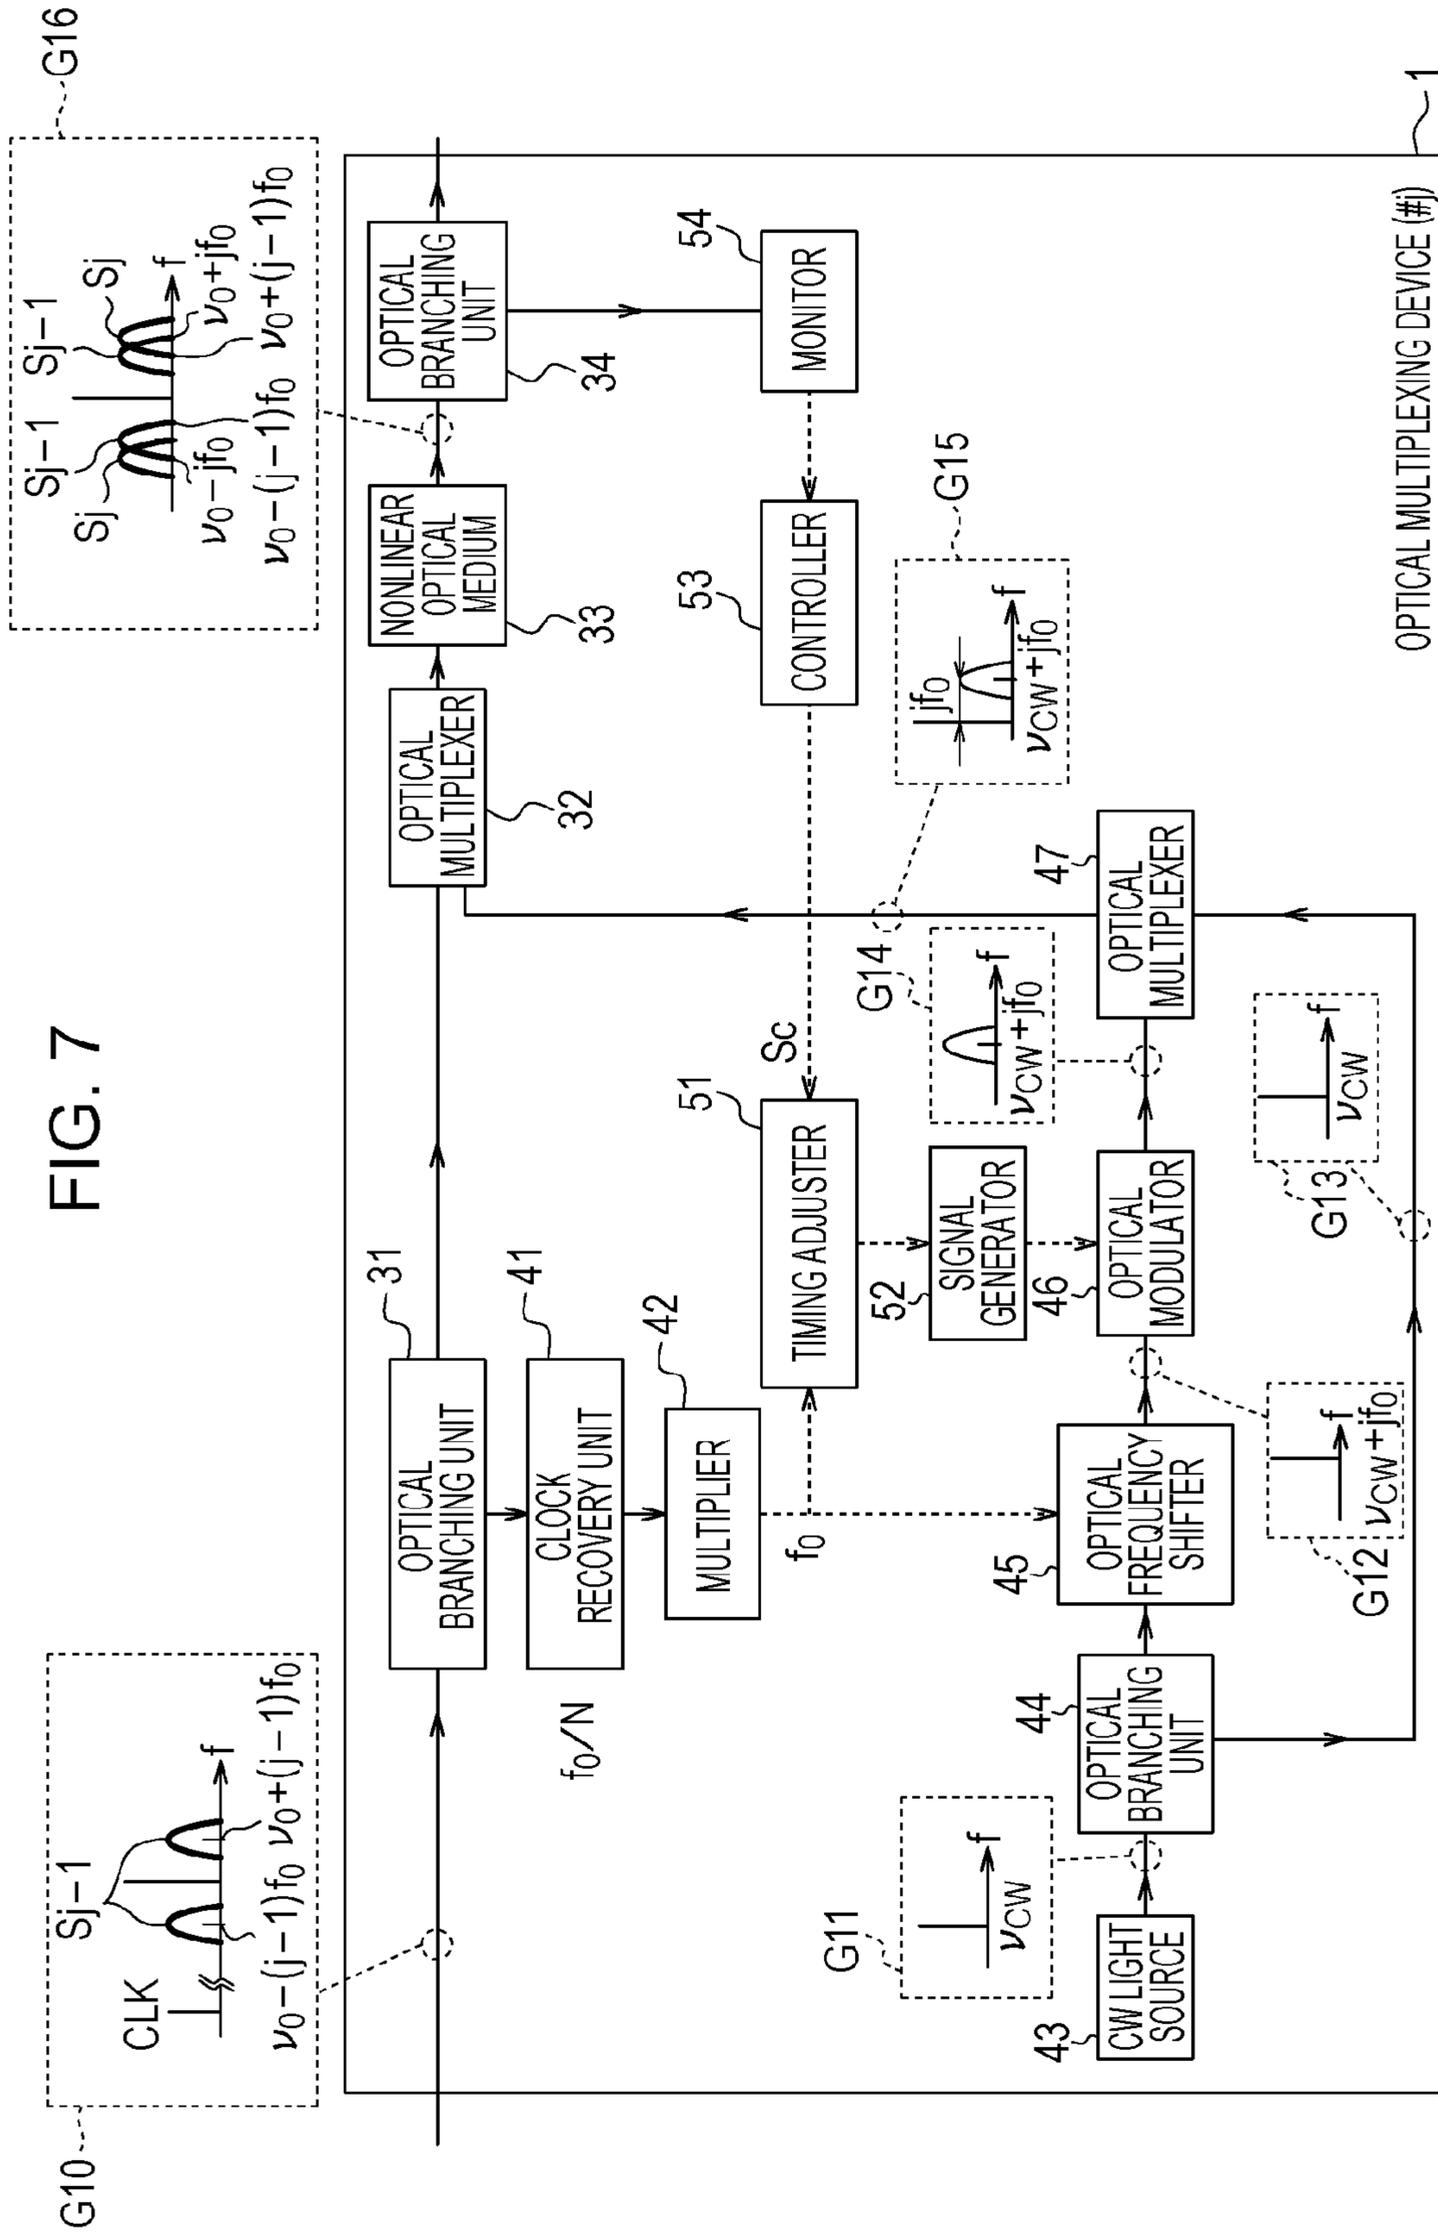 FIG. 7
G10
CLK
Sj−1
f
ν0−(j−1)f0
ν0+(j−1)f0
G16
Sj
Sj−1
Sj−1
Sj
f
ν0−jf0
ν0+jf0
ν0−(j−1)f0
ν0+(j−1)f0
OPTICAL
BRANCHING UNIT
31
OPTICAL
MULTIPLEXER
32
NONLINEAR
OPTICAL
MEDIUM
33
OPTICAL
BRANCHING
UNIT
34
f0/N
CLOCK
RECOVERY UNIT
41
MULTIPLIER
42
f0
TIMING ADJUSTER
51
Sc
CONTROLLER
53
MONITOR
54
SIGNAL
GENERATOR
52
G11
f
νCW
CW LIGHT
SOURCE
43
OPTICAL
BRANCHING
UNIT
44
OPTICAL
FREQUENCY
SHIFTER
45
OPTICAL
MODULATOR
46
OPTICAL
MULTIPLEXER
47
G14
f
νCW+jf0
G15
jf0
f
νCW+jf0
G12
f
νCW+jf0
G13
f
νCW
OPTICAL MULTIPLEXING DEVICE (#j)
1